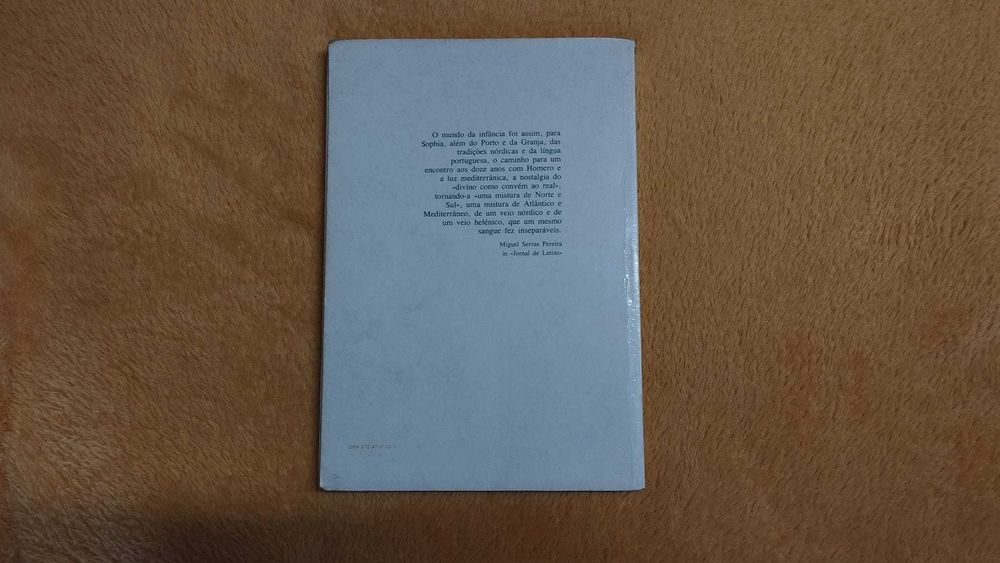 O mundo da infância foi assim, para
Sophia, além do Porto e da Granja, das
tradições nórdicas e da língua
portuguesa, o caminho para um
encontro aos doze anos com Homero e
a luz mediterrânica, a nostalgia do
«divino como convém ao real»,
tornando-a «uma mistura de Norte e
Sul», uma mistura de Atlântico e
Mediterrâneo, de um veio nórdico e de
um veio helénico, que um mesmo
sangue fez inseparáveis.
Miguel Serras Pereira
in «Jornal de Letras»
ISBN